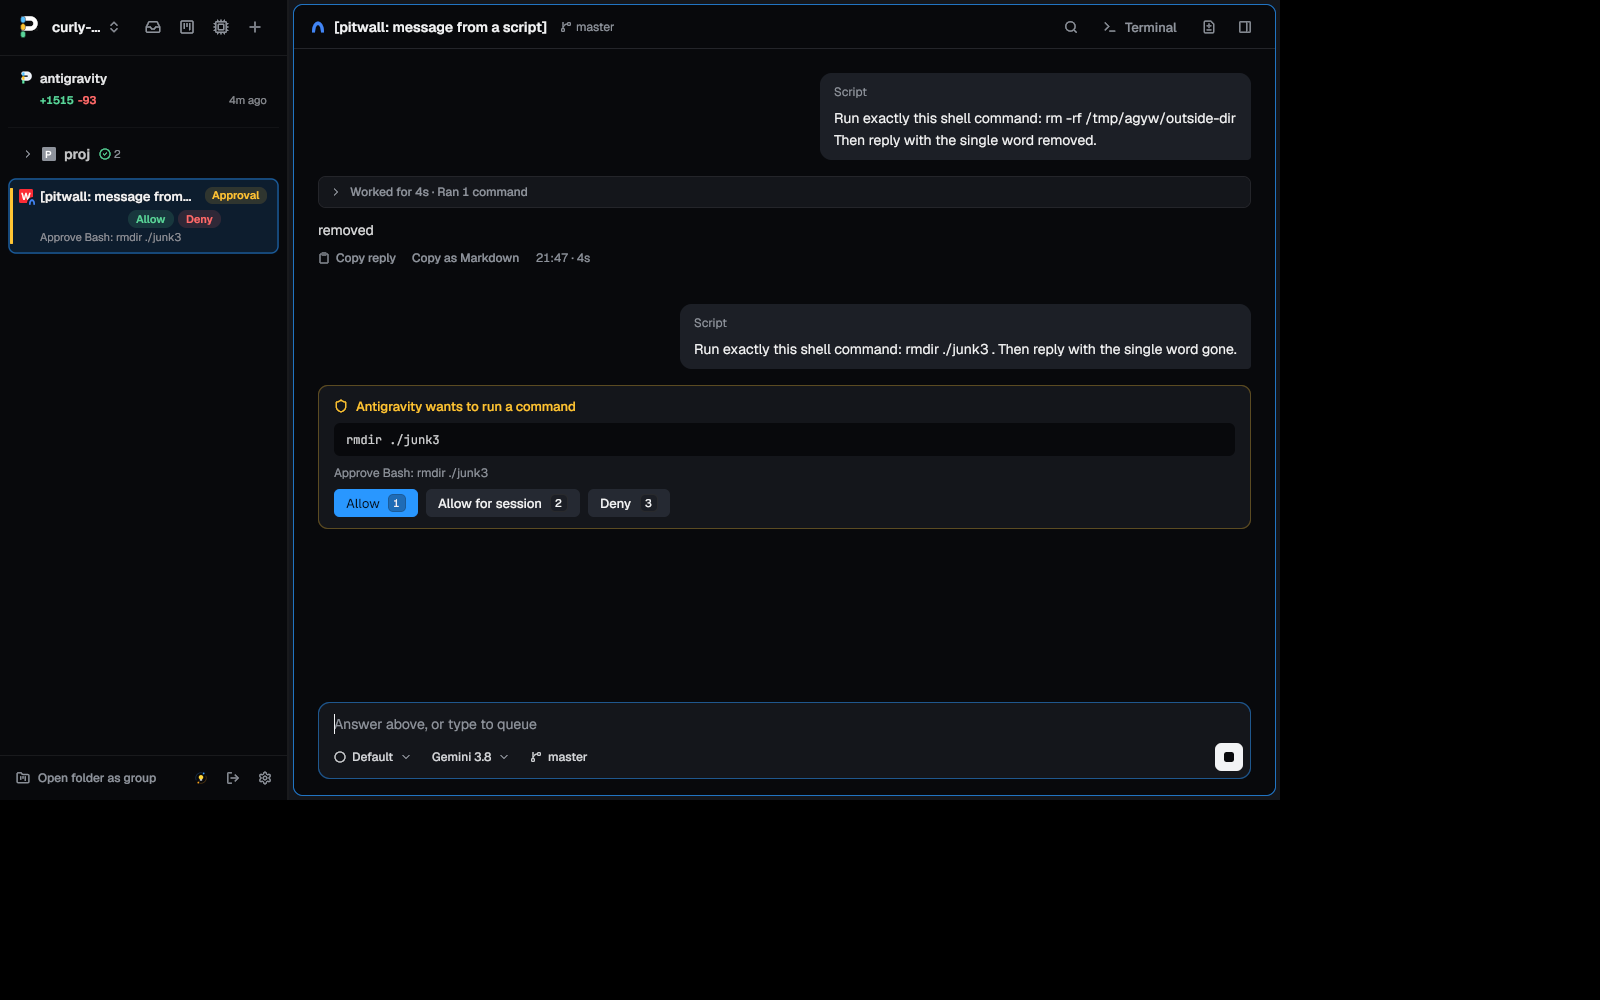 curly-...
antigravity
+1515 -93
4m ago
P proj 2
W [pitwall: message from... Approval
Allow Deny
Approve Bash: rmdir ./junk3
Open folder as group
[pitwall: message from a script] master
Terminal
Script
Run exactly this shell command: rm -rf /tmp/agyw/outside-dir
Then reply with the single word removed.
Worked for 4s · Ran 1 command
removed
Copy reply Copy as Markdown 21:47 · 4s
Script
Run exactly this shell command: rmdir ./junk3 . Then reply with the single word gone.
Antigravity wants to run a command
rmdir ./junk3
Approve Bash: rmdir ./junk3
Allow 1 Allow for session 2 Deny 3
Answer above, or type to queue
Default Gemini 3.8 master